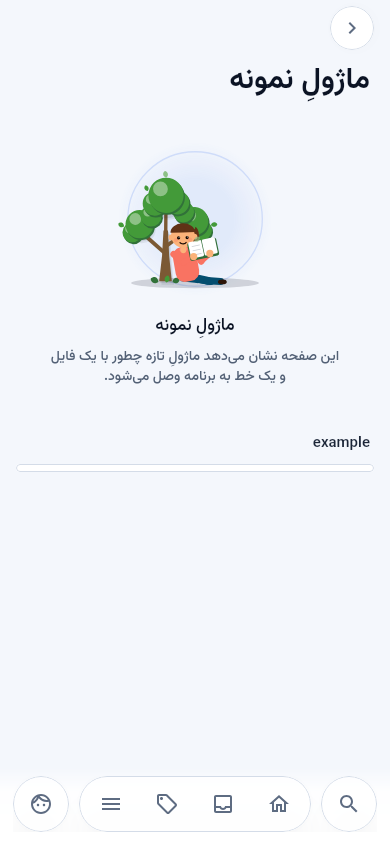 ماژولِ نمونه
ماژولِ نمونه
این صفحه نشان می‌دهد ماژولِ تازه چطور با یک فایل
و یک خط به برنامه وصل می‌شود.
example